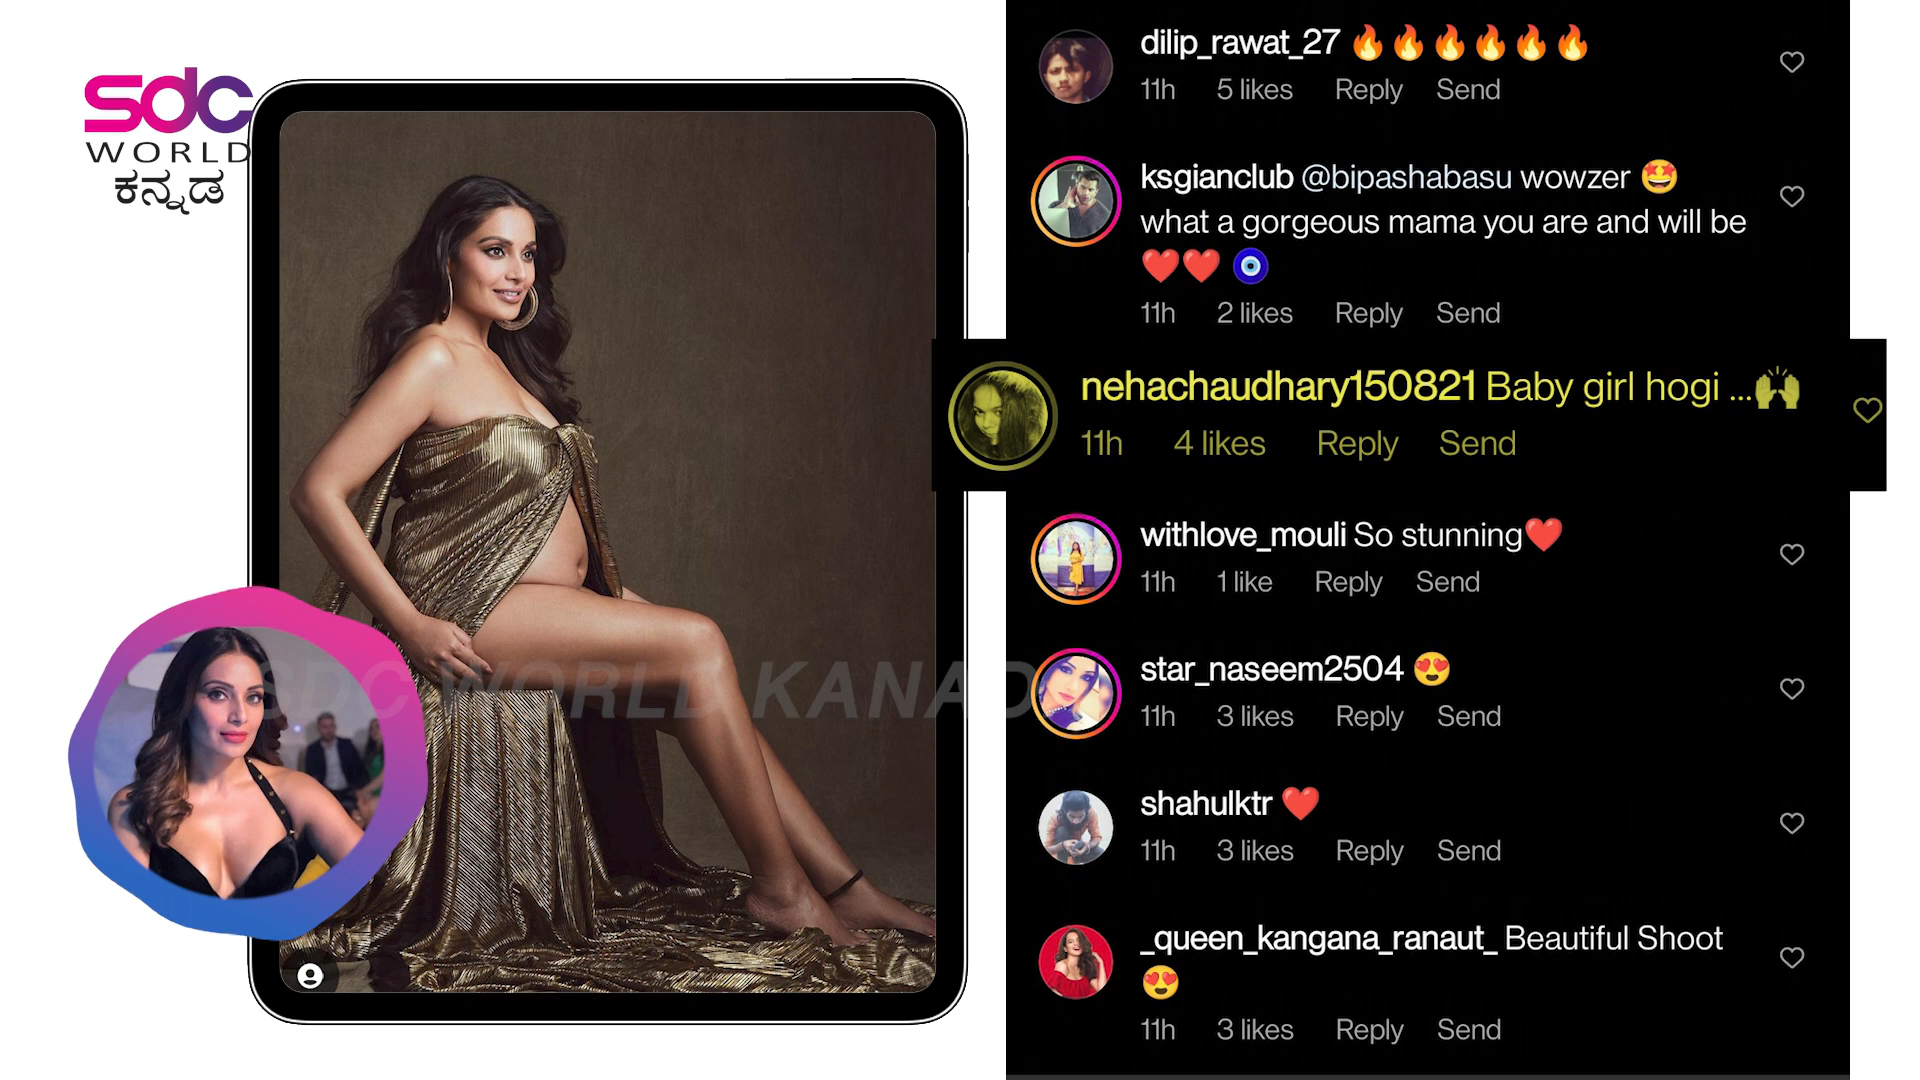 sdc
WORLD
ಕನ್ನಡ
SDC WORLD KANAD
dilip_rawat_27 🔥🔥🔥🔥🔥🔥
11h 5 likes Reply Send
ksgianclub @bipashabasu wowzer 🤩
what a gorgeous mama you are and will be
❤️❤️ 🧿
11h 2 likes Reply Send
nehachaudhary150821 Baby girl hogi ...🙌
11h 4 likes Reply Send
withlove_mouli So stunning❤️
11h 1 like Reply Send
star_naseem2504 😍
11h 3 likes Reply Send
shahulktr ❤️
11h 3 likes Reply Send
_queen_kangana_ranaut_ Beautiful Shoot
😍
11h 3 likes Reply Send